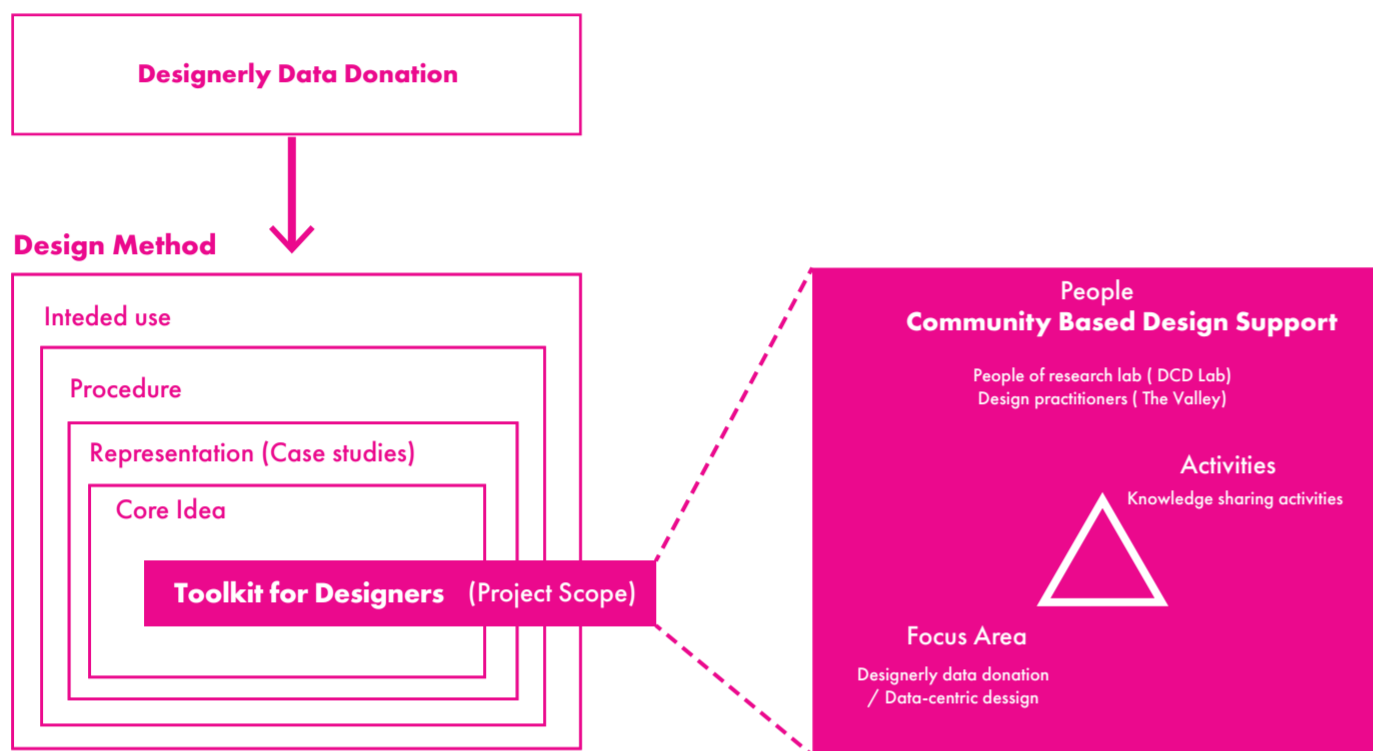 Designerly Data Donation
Design Method
Inteded use
Procedure
Representation (Case studies)
Core Idea
Toolkit for Designers (Project Scope)
People
Community Based Design Support
People of research lab ( DCD Lab)
Design practitioners ( The Valley)
Activities
Knowledge sharing activities
Focus Area
Designerly data donation
/ Data-centric dessign